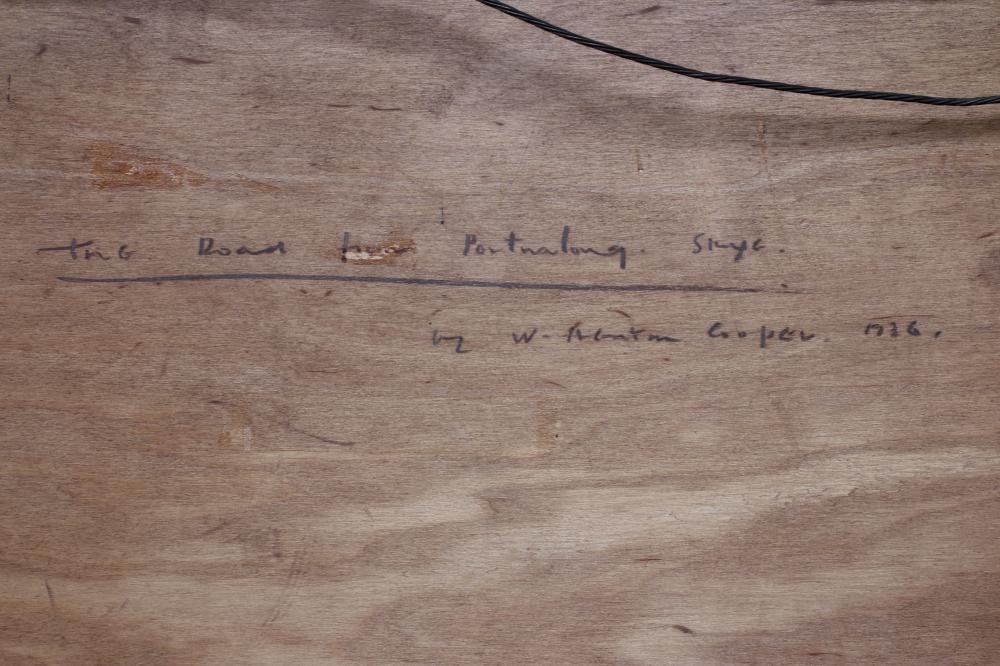 The Road from Portnalong. Skye.
by W. Heaton Cooper. 1936.